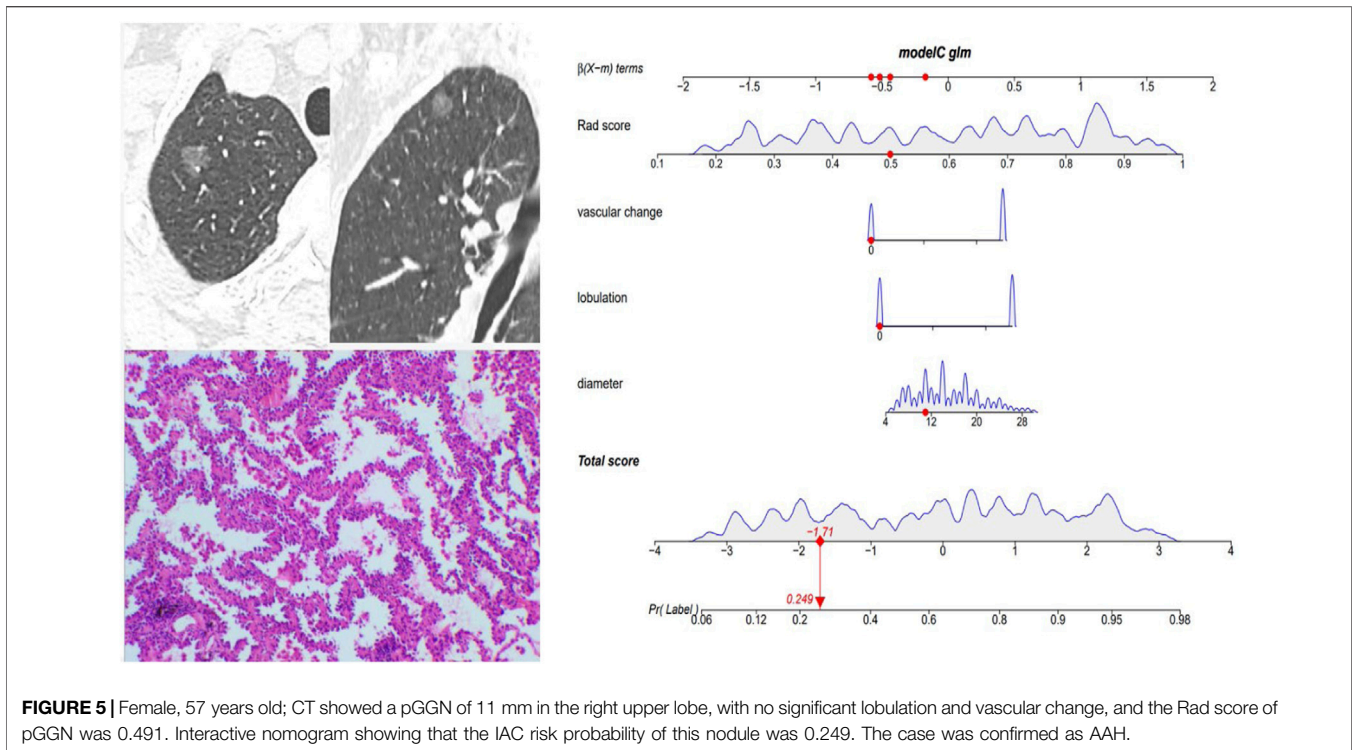 modelC glm
β(X−m) terms
−2 −1.5 −1 −0.5 0 0.5 1 1.5 2
Rad score
0.1 0.2 0.3 0.4 0.5 0.6 0.7 0.8 0.9 1
vascular change
0
lobulation
0
diameter
4 12 20 28
Total score
−1.71
−4 −3 −2 −1 0 1 2 3 4
0.249
Pr( Label )
0.06 0.12 0.2 0.4 0.6 0.8 0.9 0.95 0.98
FIGURE 5 | Female, 57 years old; CT showed a pGGN of 11 mm in the right upper lobe, with no significant lobulation and vascular change, and the Rad score of
pGGN was 0.491. Interactive nomogram showing that the IAC risk probability of this nodule was 0.249. The case was confirmed as AAH.